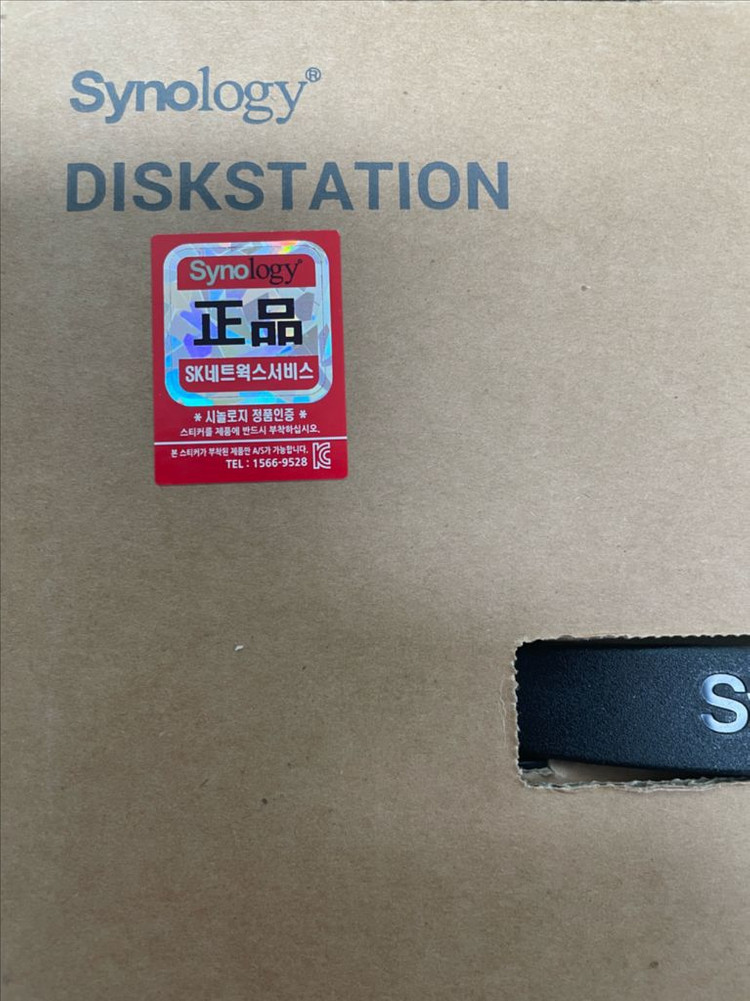 Synology®
DISKSTATION
Synology®
正品
SK네트웍스서비스
* 시놀로지 정품인증 *
스티커를 제품에 반드시 부착하십시오.
본 스티커가 부착된 제품만 A/S가 가능합니다.
TEL : 1566-9528
S